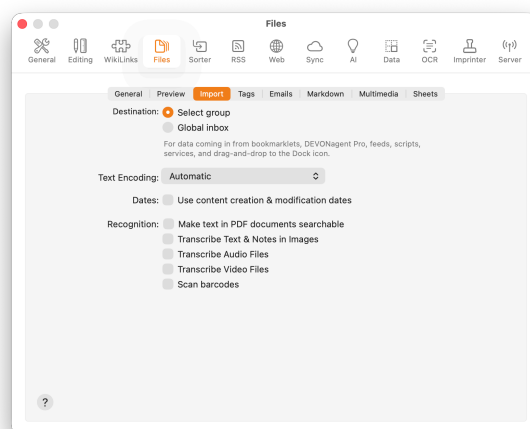 Files
General Editing WikiLinks Files Sorter RSS Web Sync AI Data OCR Imprinter Server
General Preview Import Tags Emails Markdown Multimedia Sheets
Destination: Select group
Global inbox
For data coming in from bookmarklets, DEVONagent Pro, feeds, scripts,
services, and drag-and-drop to the Dock icon.
Text Encoding: Automatic
Dates: Use content creation & modification dates
Recognition: Make text in PDF documents searchable
Transcribe Text & Notes in Images
Transcribe Audio Files
Transcribe Video Files
Scan barcodes
?